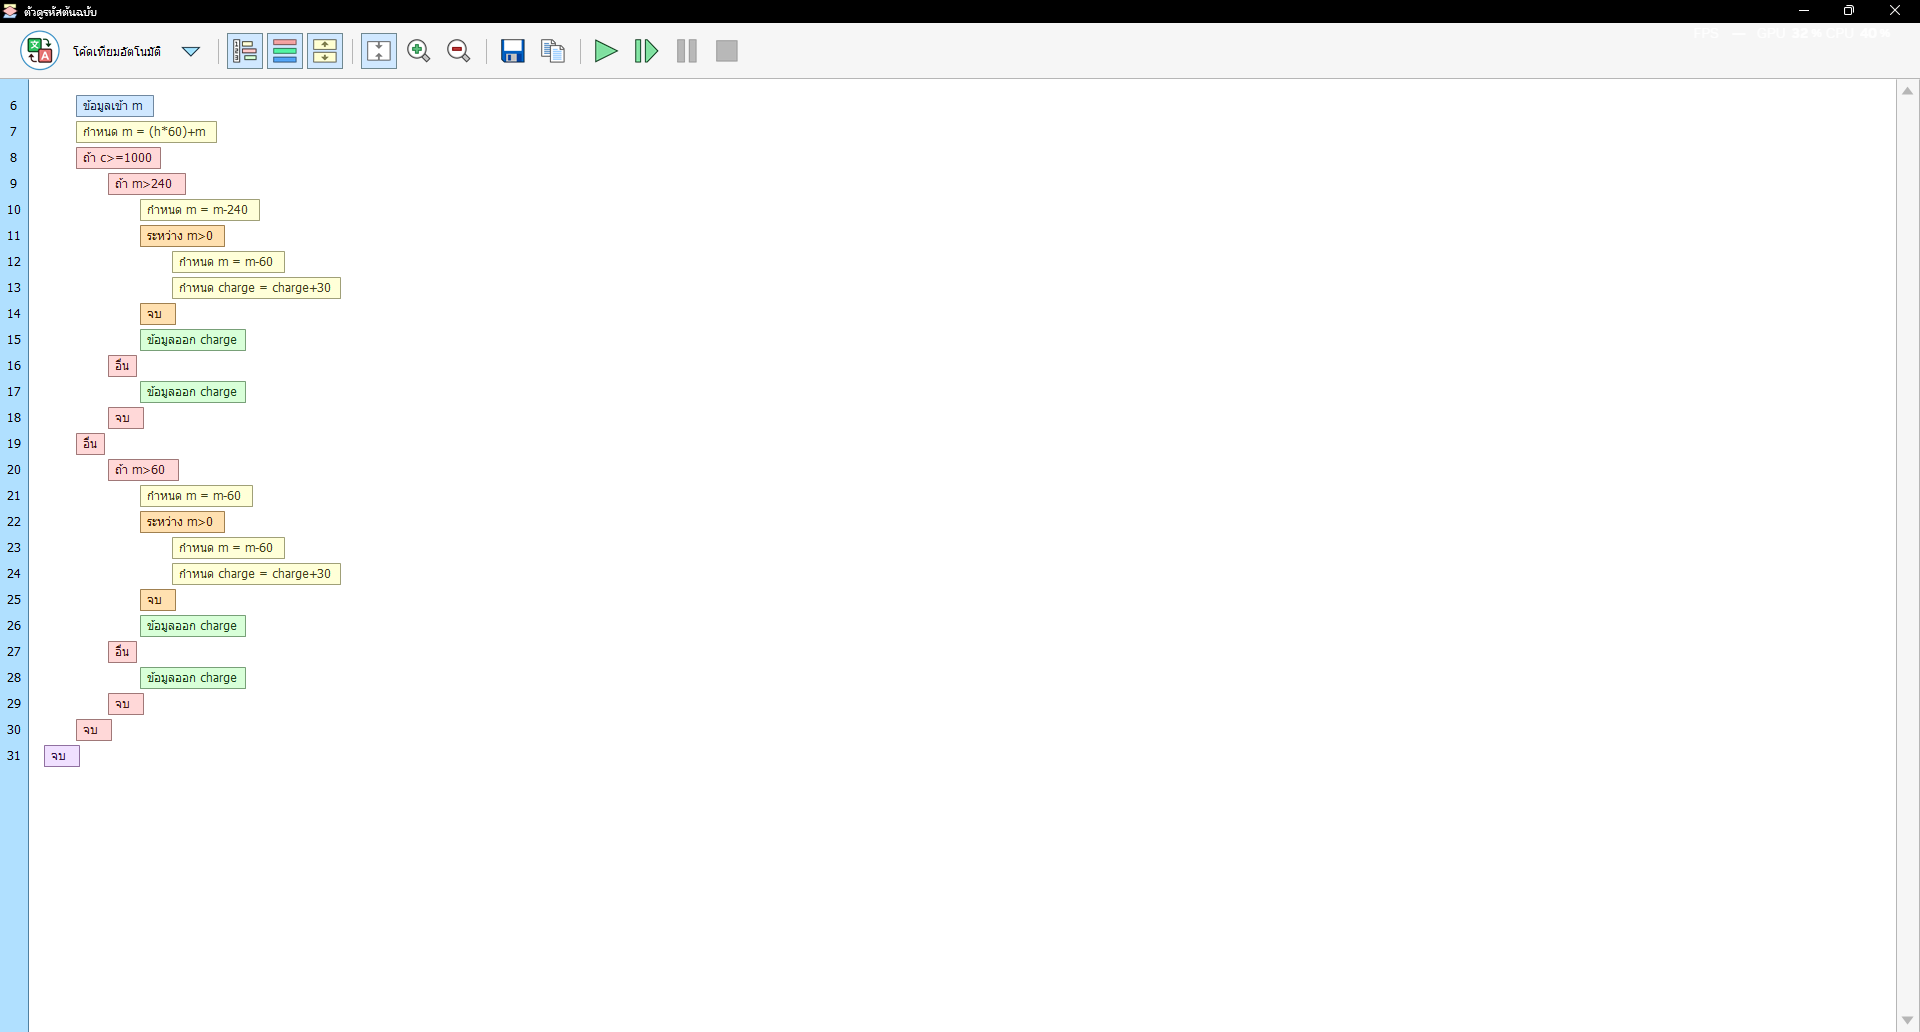 ตัวดูรหัสต้นฉบับ
FPS — GPU 32 % CPU 40 %
โค้ดเทียมอัตโนมัติ
6 ข้อมูลเข้า m
7 กำหนด m = (h*60)+m
8 ถ้า c>=1000
9 ถ้า m>240
10 กำหนด m = m-240
11 ระหว่าง m>0
12 กำหนด m = m-60
13 กำหนด charge = charge+30
14 จบ
15 ข้อมูลออก charge
16 อื่น
17 ข้อมูลออก charge
18 จบ
19 อื่น
20 ถ้า m>60
21 กำหนด m = m-60
22 ระหว่าง m>0
23 กำหนด m = m-60
24 กำหนด charge = charge+30
25 จบ
26 ข้อมูลออก charge
27 อื่น
28 ข้อมูลออก charge
29 จบ
30 จบ
31 จบ